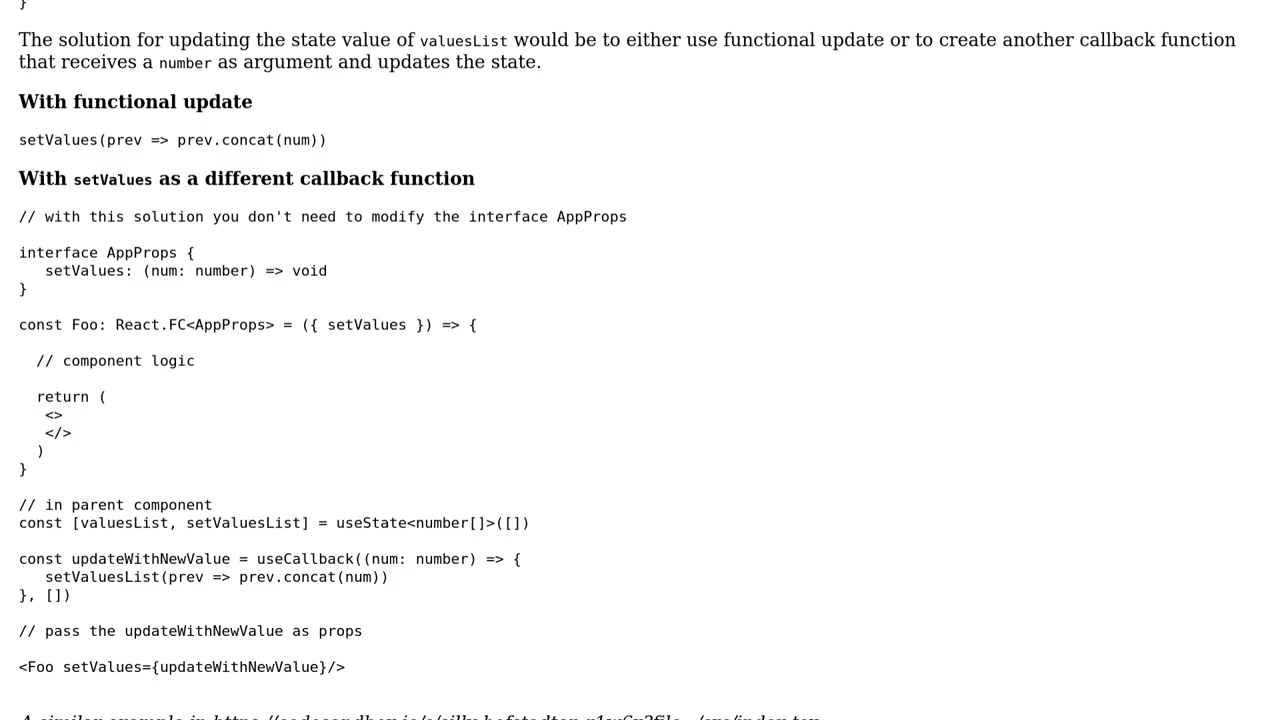 }
The solution for updating the state value of valuesList would be to either use functional update or to create another callback function
that receives a number as argument and updates the state.
With functional update
setValues(prev => prev.concat(num))
With setValues as a different callback function
// with this solution you don't need to modify the interface AppProps
interface AppProps {
   setValues: (num: number) => void
}
const Foo: React.FC<AppProps> = ({ setValues }) => {
  // component logic
  return (
   <>
   </>
  )
}
// in parent component
const [valuesList, setValuesList] = useState<number[]>([])
const updateWithNewValue = useCallback((num: number) => {
   setValuesList(prev => prev.concat(num))
}, [])
// pass the updateWithNewValue as props
<Foo setValues={updateWithNewValue}/>
A similar example in